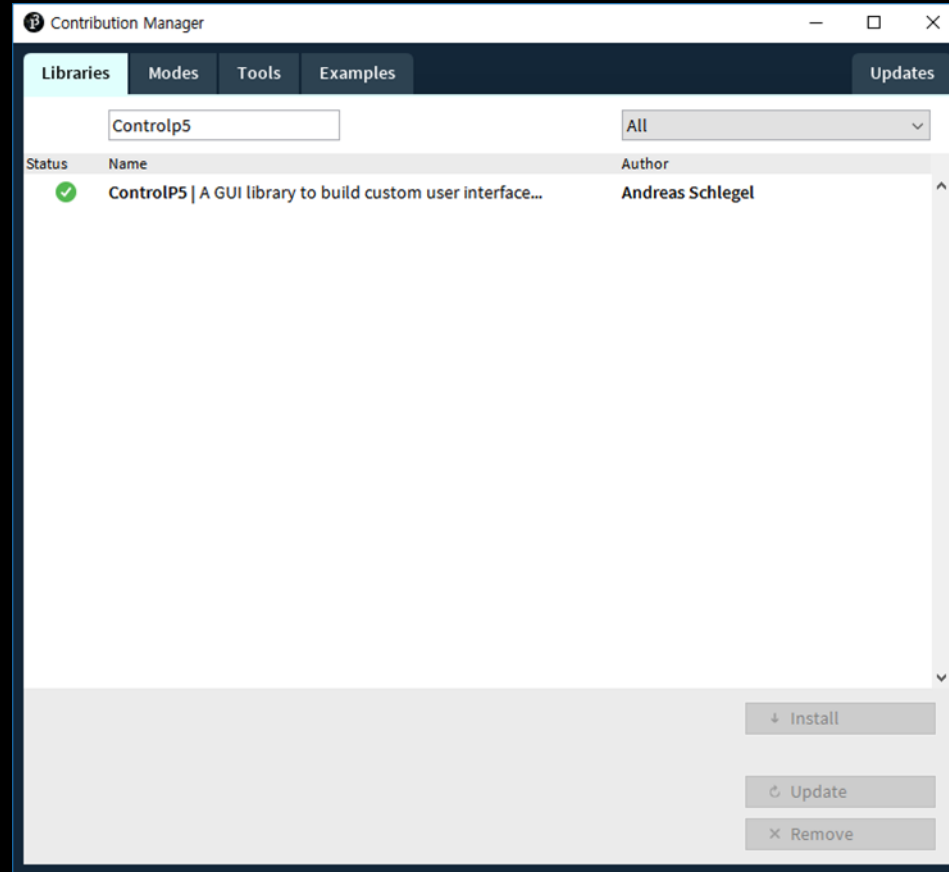 Contribution Manager
Libraries Modes Tools Examples Updates
Controlp5 All
Status Name Author
ControlP5 | A GUI library to build custom user interface... Andreas Schlegel
Install
Update
Remove